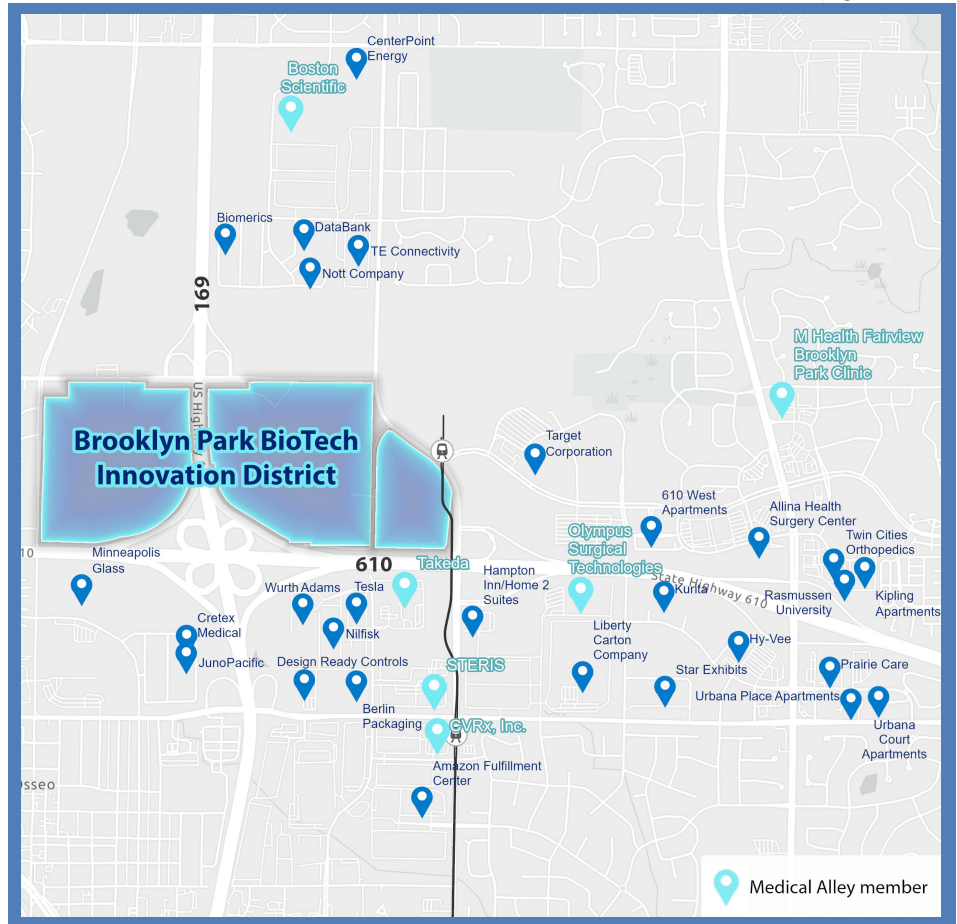 CenterPoint
Energy
Boston
Scientific
Biomerics
DataBank
TE Connectivity
Nott Company
169
M Health Fairview
Brooklyn
Park Clinic
US High
Brooklyn Park BioTech
Innovation District
Target
Corporation
610 West
Apartments
Allina Health
Surgery Center
Olympus
Surgical
Technologies
Twin Cities
Orthopedics
10
Minneapolis
Glass
610
Takeda
Hampton
Inn/Home 2
Suites
State Highway 610
Kurita
Rasmussen
University
Kipling
Apartments
Wurth Adams
Tesla
Nilfisk
Cretex
Medical
JunoPacific
Liberty
Carton
Company
Hy-Vee
Design Ready Controls
STERIS
Star Exhibits
Prairie Care
Urbana Place Apartments
Berlin
Packaging
CVRx, Inc.
Urbana
Court
Apartments
Amazon Fulfillment
Center
Osseo
Medical Alley member